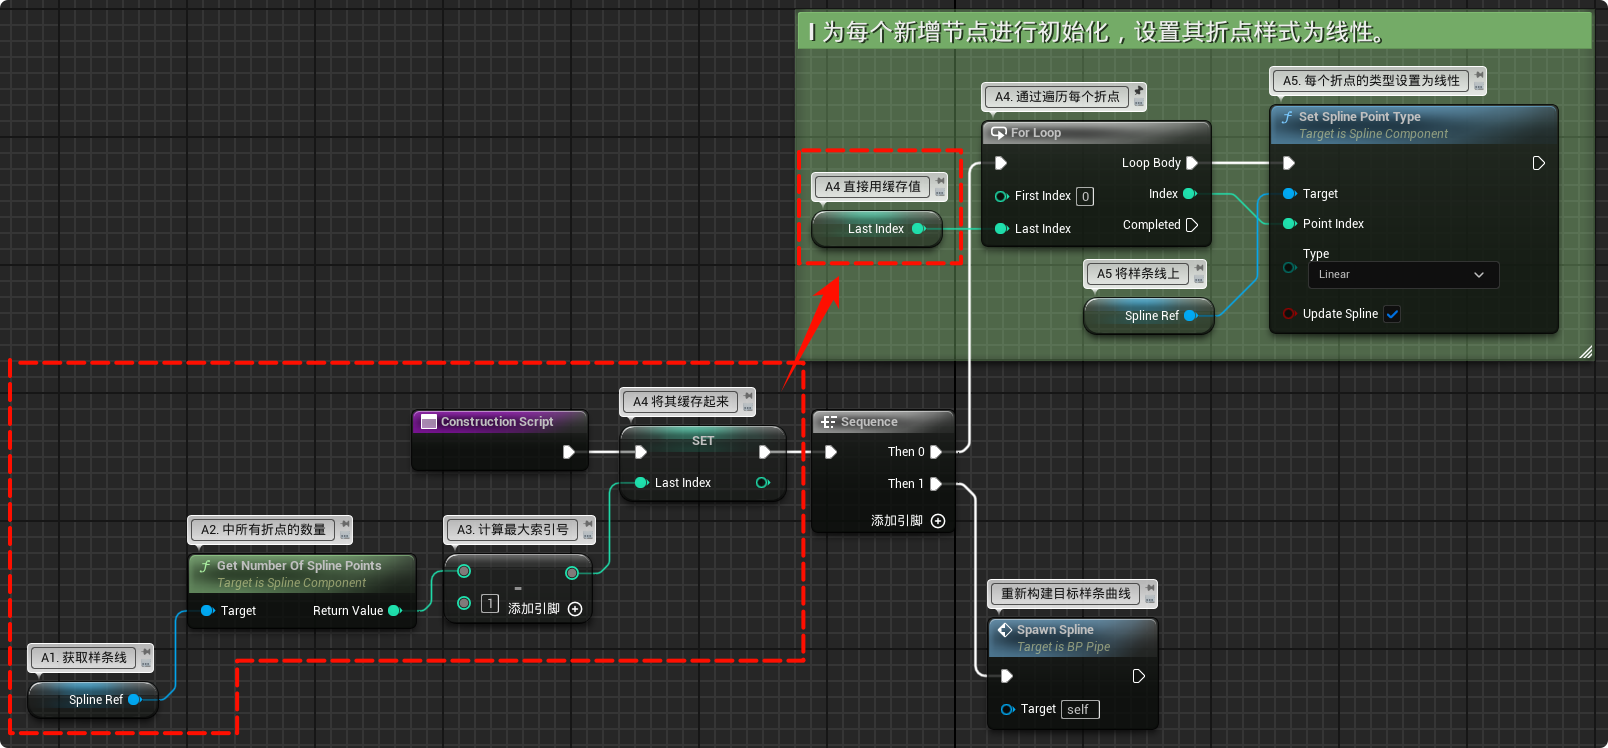 I 为每个新增节点进行初始化，设置其折点样式为线性。
A4. 通过遍历每个折点
For Loop
Loop Body
First Index 0
Index
Last Index
Completed
A5. 每个折点的类型设置为线性
Set Spline Point Type
Target is Spline Component
Target
Point Index
Type
Linear
Update Spline
A4 直接用缓存值
Last Index
A5 将样条线上
Spline Ref
Construction Script
A4 将其缓存起来
SET
Last Index
Sequence
Then 0
Then 1
添加引脚
A2. 中所有折点的数量
Get Number Of Spline Points
Target is Spline Component
Target
Return Value
A3. 计算最大索引号
-
1
添加引脚
A1. 获取样条线
Spline Ref
重新构建目标样条曲线
Spawn Spline
Target is BP Pipe
Target self